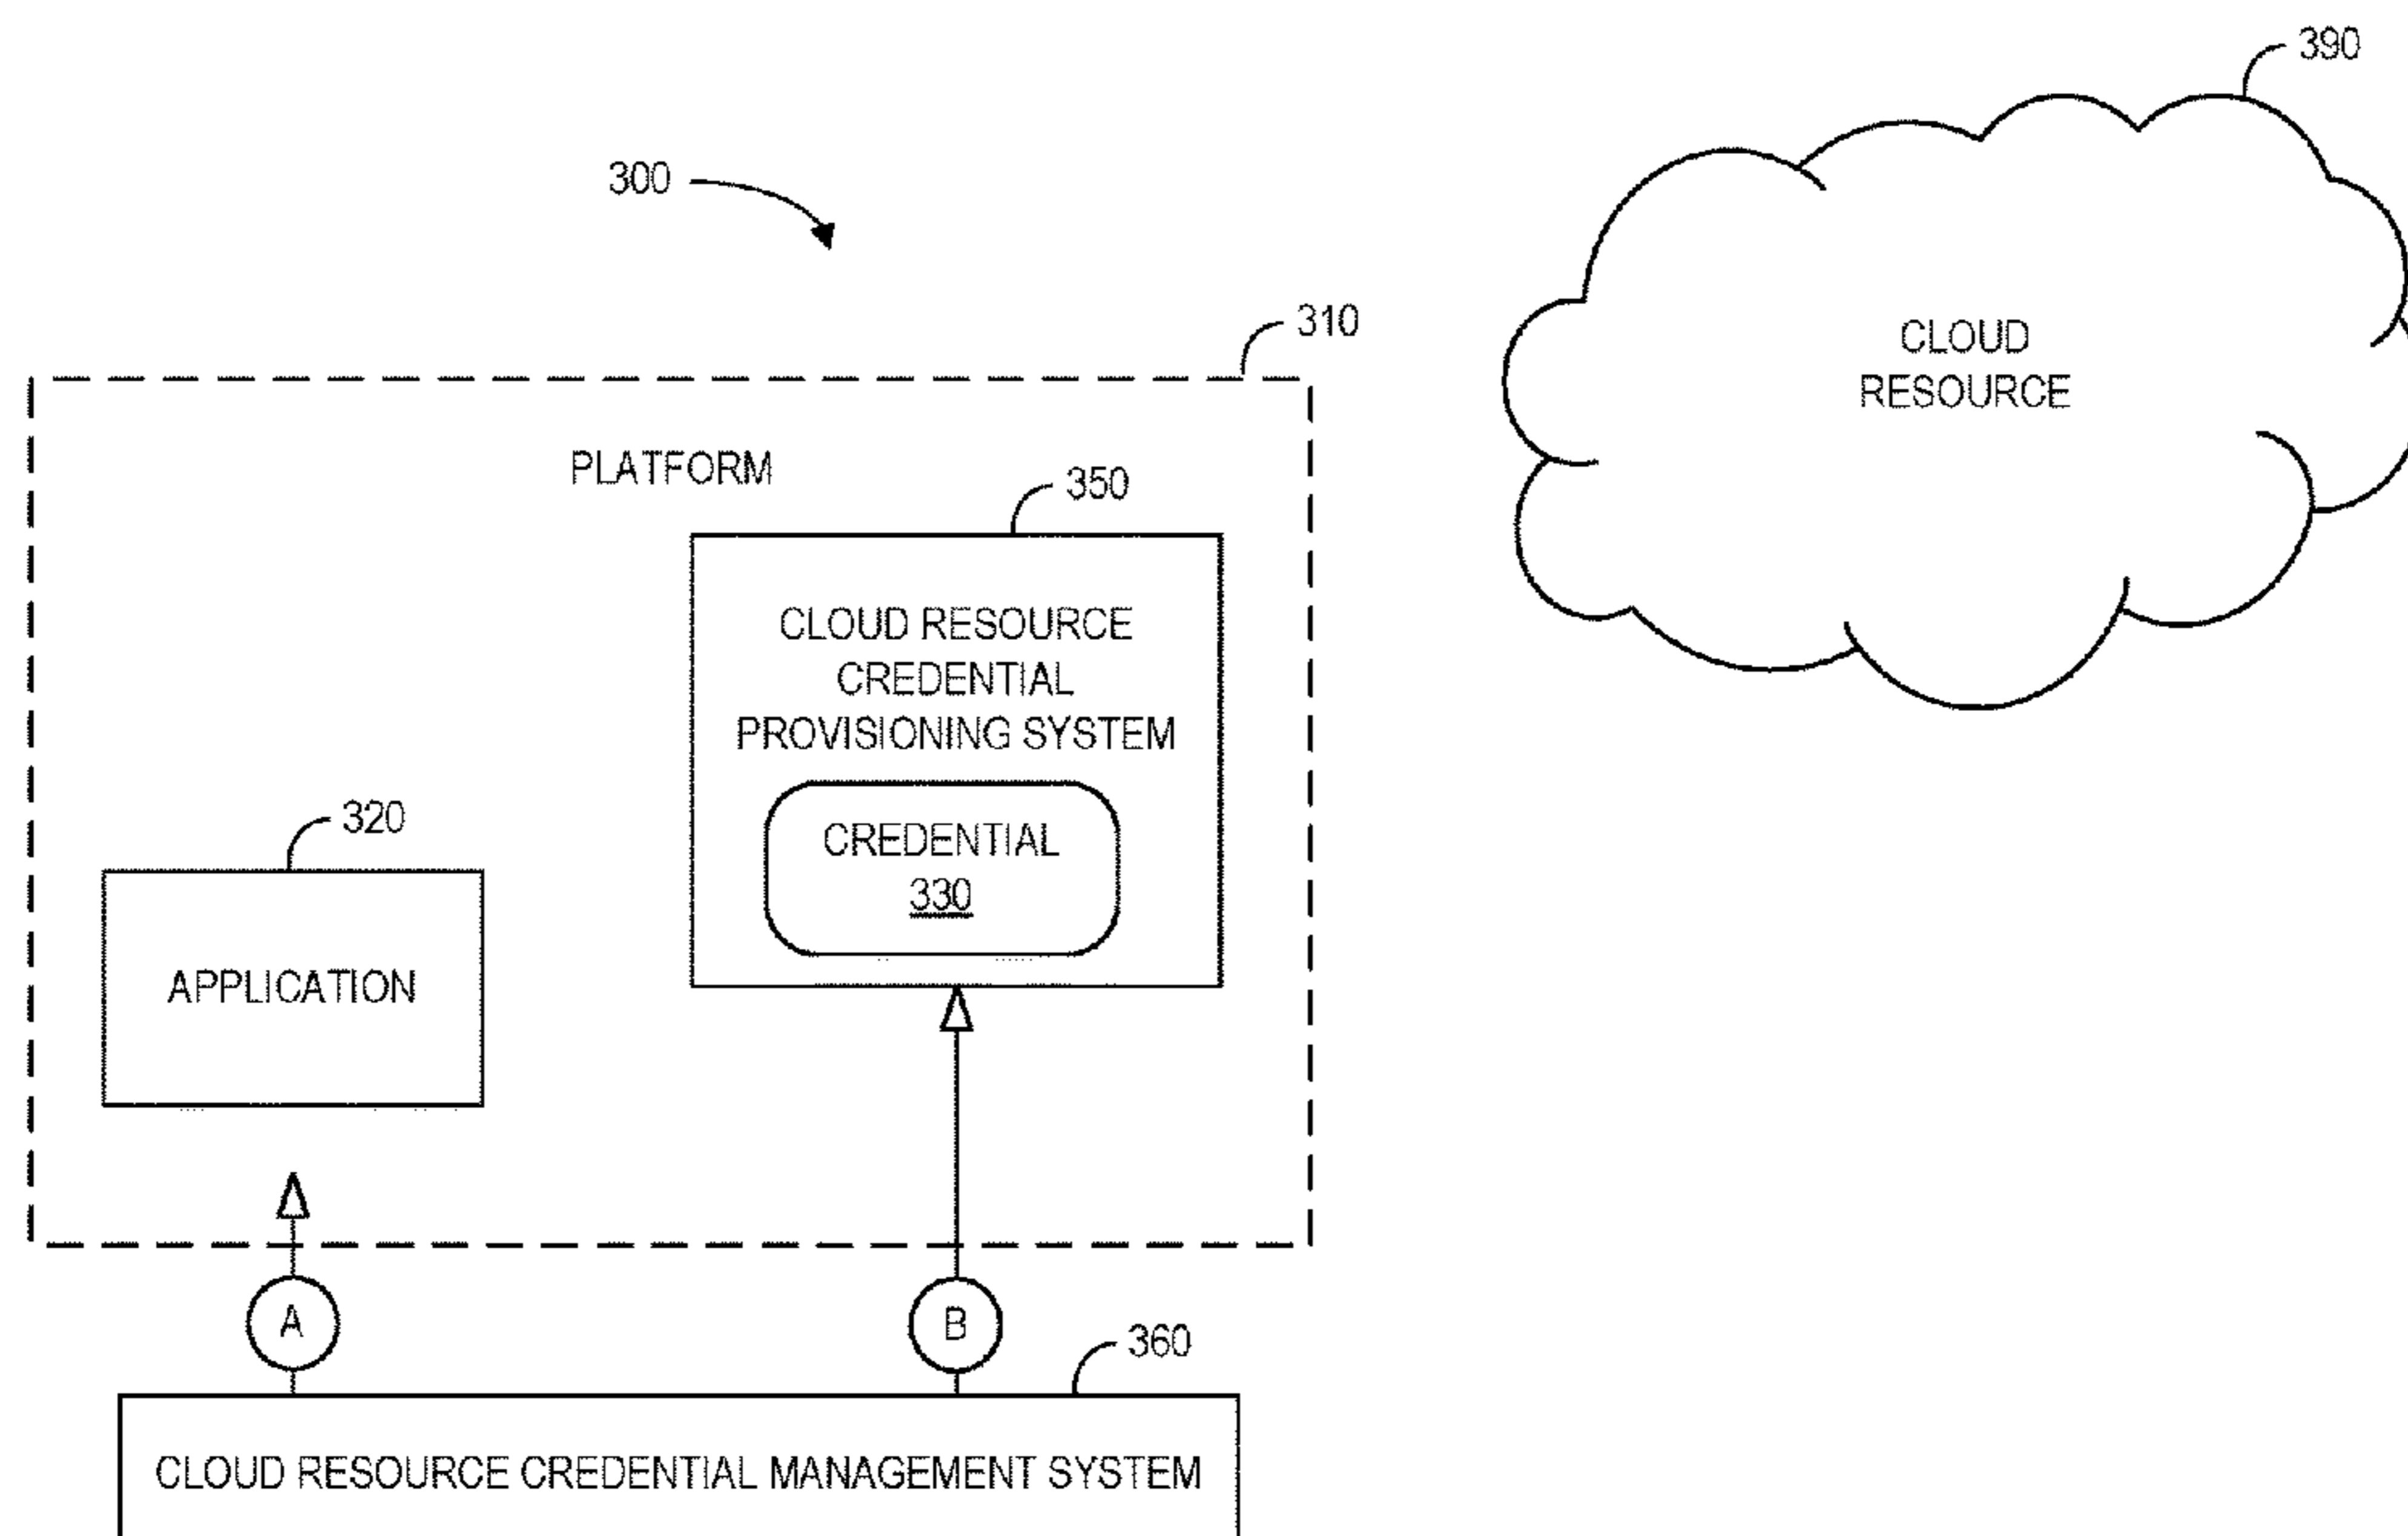 390
300
310
CLOUD
RESOURCE
PLATFORM
350
CLOUD RESOURCE
CREDENTIAL
PROVISIONING SYSTEM
320
CREDENTIAL
330
APPLICATION
A
B
360
CLOUD RESOURCE CREDENTIAL MANAGEMENT SYSTEM